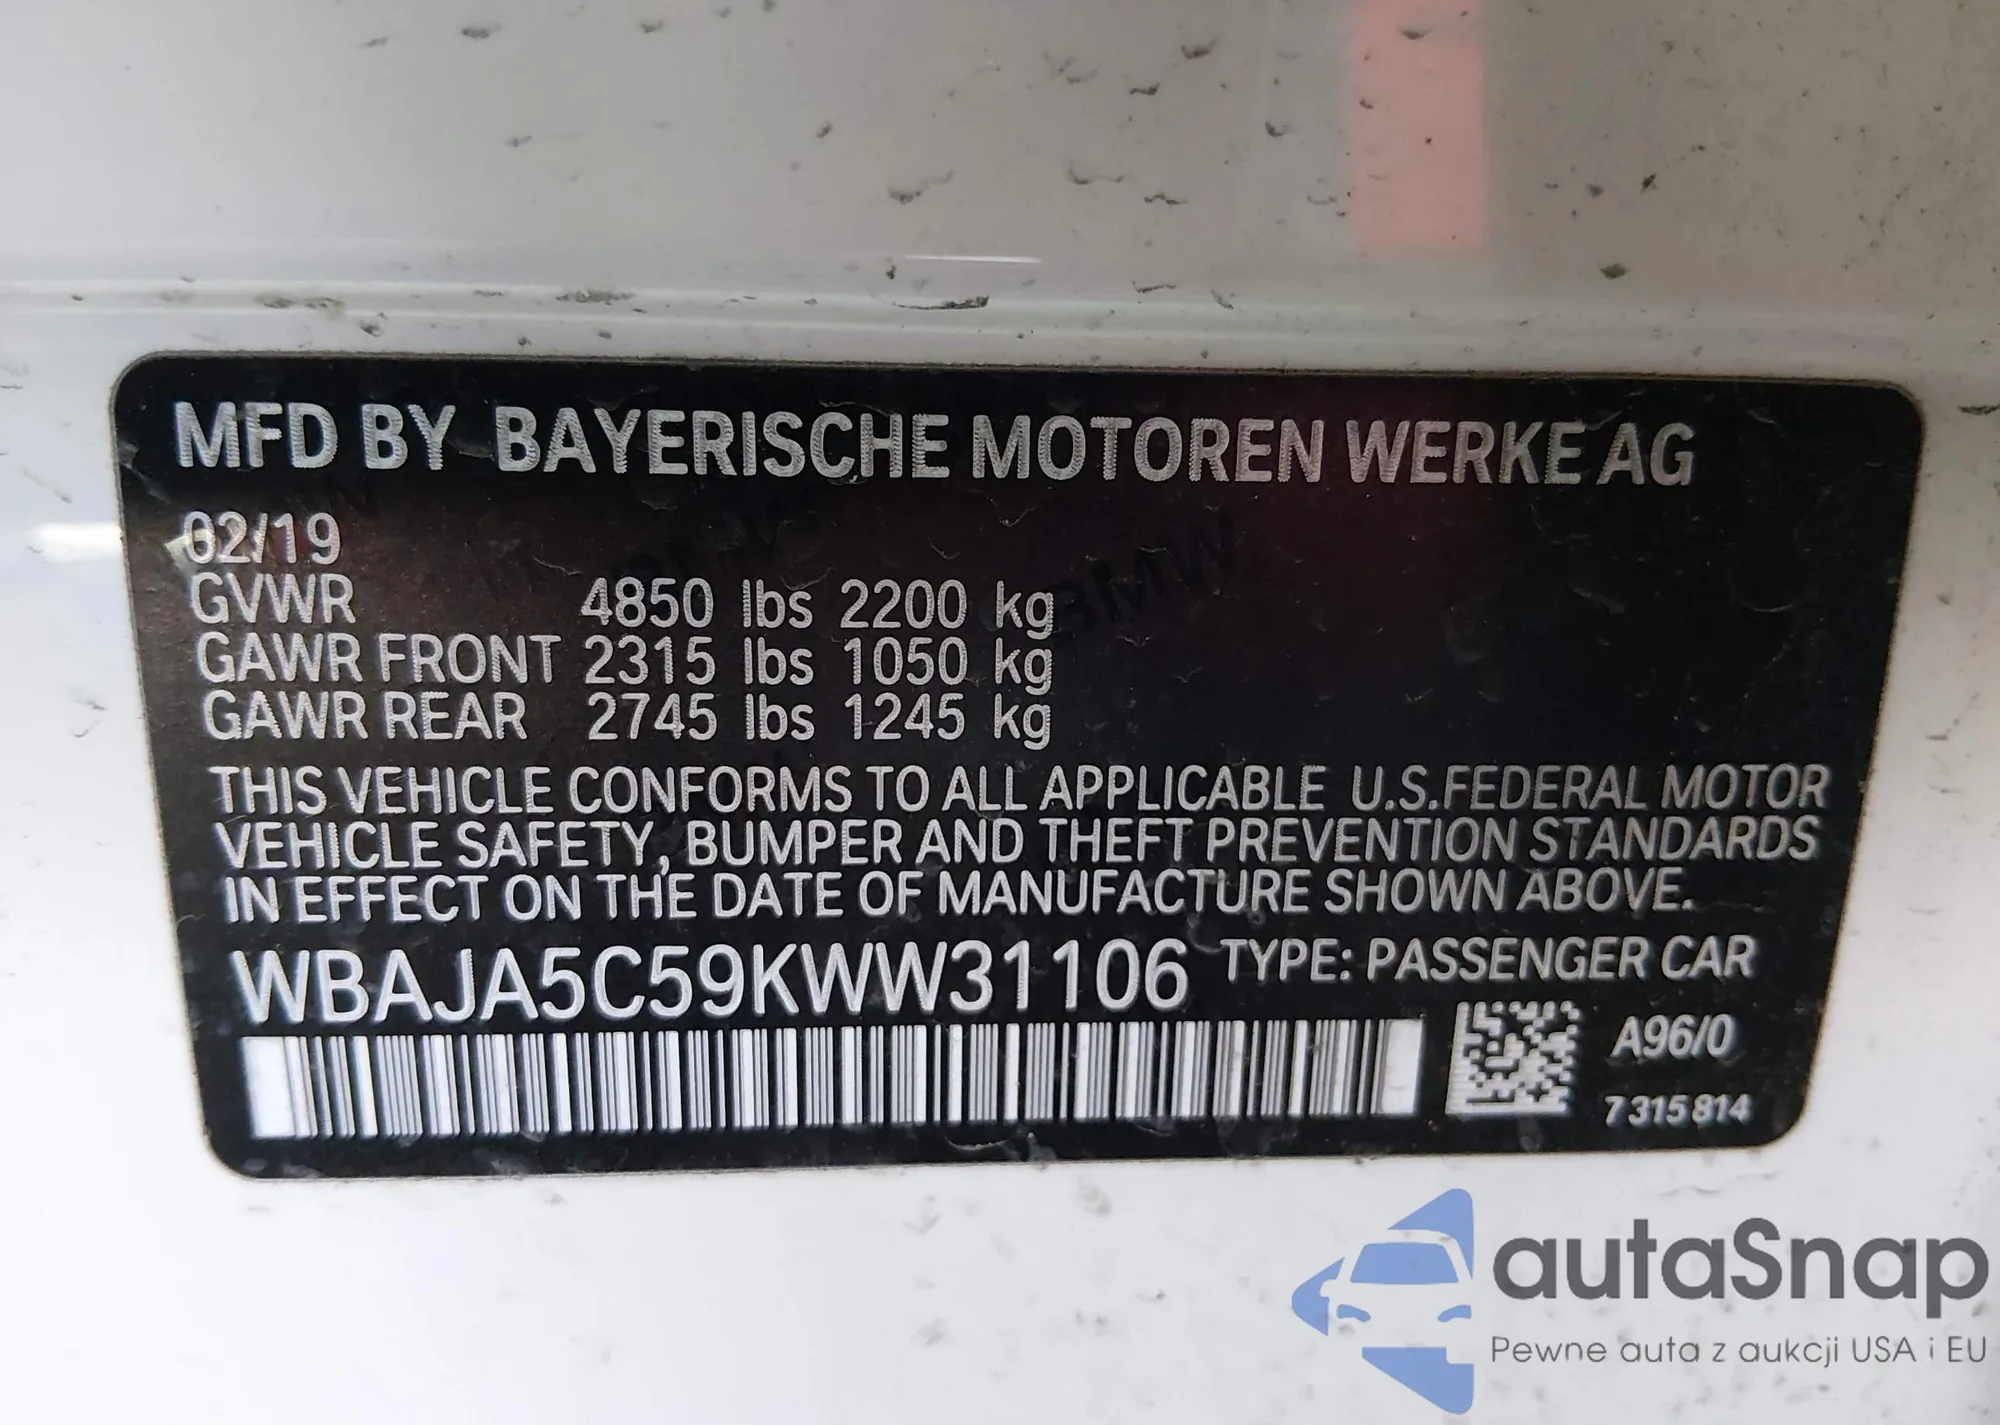 MFD BY BAYERISCHE MOTOREN WERKE AG
02/19
GVWR 4850 lbs 2200 kg
GAWR FRONT 2315 lbs 1050 kg
GAWR REAR 2745 lbs 1245 kg
THIS VEHICLE CONFORMS TO ALL APPLICABLE U.S.FEDERAL MOTOR
VEHICLE SAFETY, BUMPER AND THEFT PREVENTION STANDARDS
IN EFFECT ON THE DATE OF MANUFACTURE SHOWN ABOVE.
WBAJA5C59KWW31106 TYPE: PASSENGER CAR
A96/0
7 315 814
autoSnap
Pewne auta z aukcji USA i EU